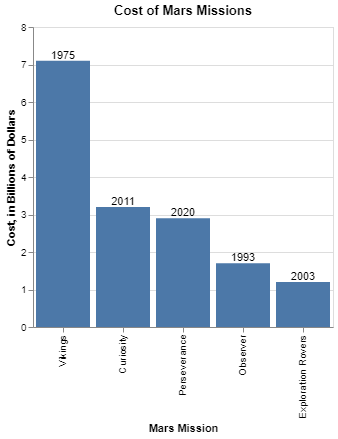 Cost of Mars Missions
Cost, in Billions of Dollars
8
7
6
5
4
3
2
1
0
1975
2011
2020
1993
2003
Vikings
Curiosity
Perseverance
Observer
Exploration Rovers
Mars Mission